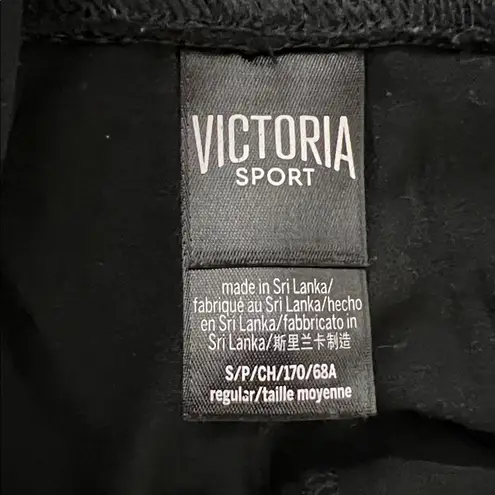 VICTORIA
SPORT
made in Sri Lanka/
fabriqué au Sri Lanka/hecho
en Sri Lanka/fabbricato in
Sri Lanka/斯里兰卡制造
S/P/CH/170/68A
regular/taille moyenne